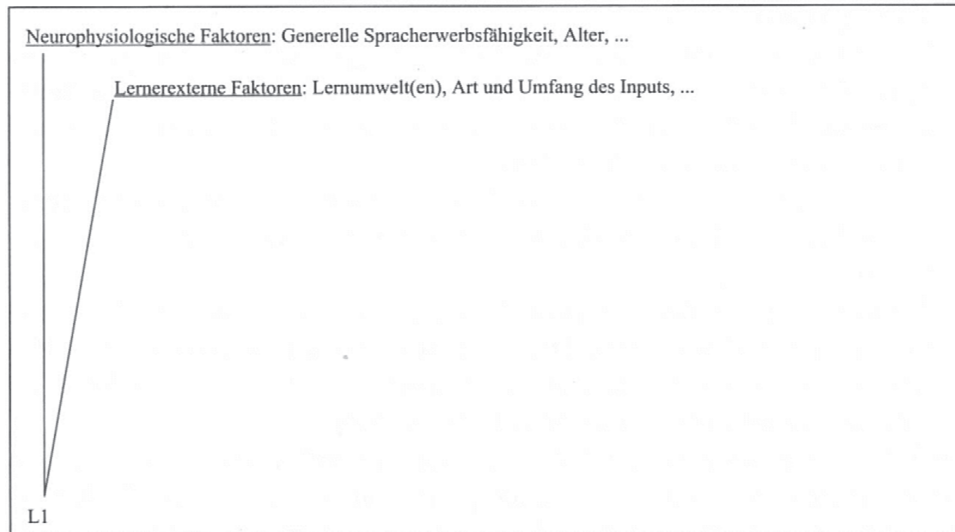 Neurophysiologische Faktoren: Generelle Spracherwerbsfähigkeit, Alter, ...
Lernerexterne Faktoren: Lernumwelt(en), Art und Umfang des Inputs, ...
L1